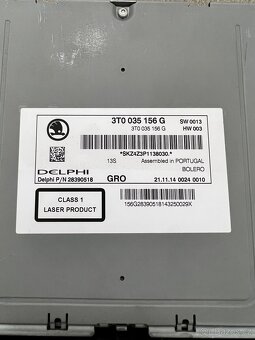 3T0 035 156 G SW 0013
3T0 035 156 G HW 003
*SKZ4Z3P1138030.*
13S Assembled in PORTUGAL
BOLERO
DELPHI
Delphi P/N 28390518
GRO 21.11.14 0024 0010
CLASS 1
LASER PRODUCT
156G28390518143250029X